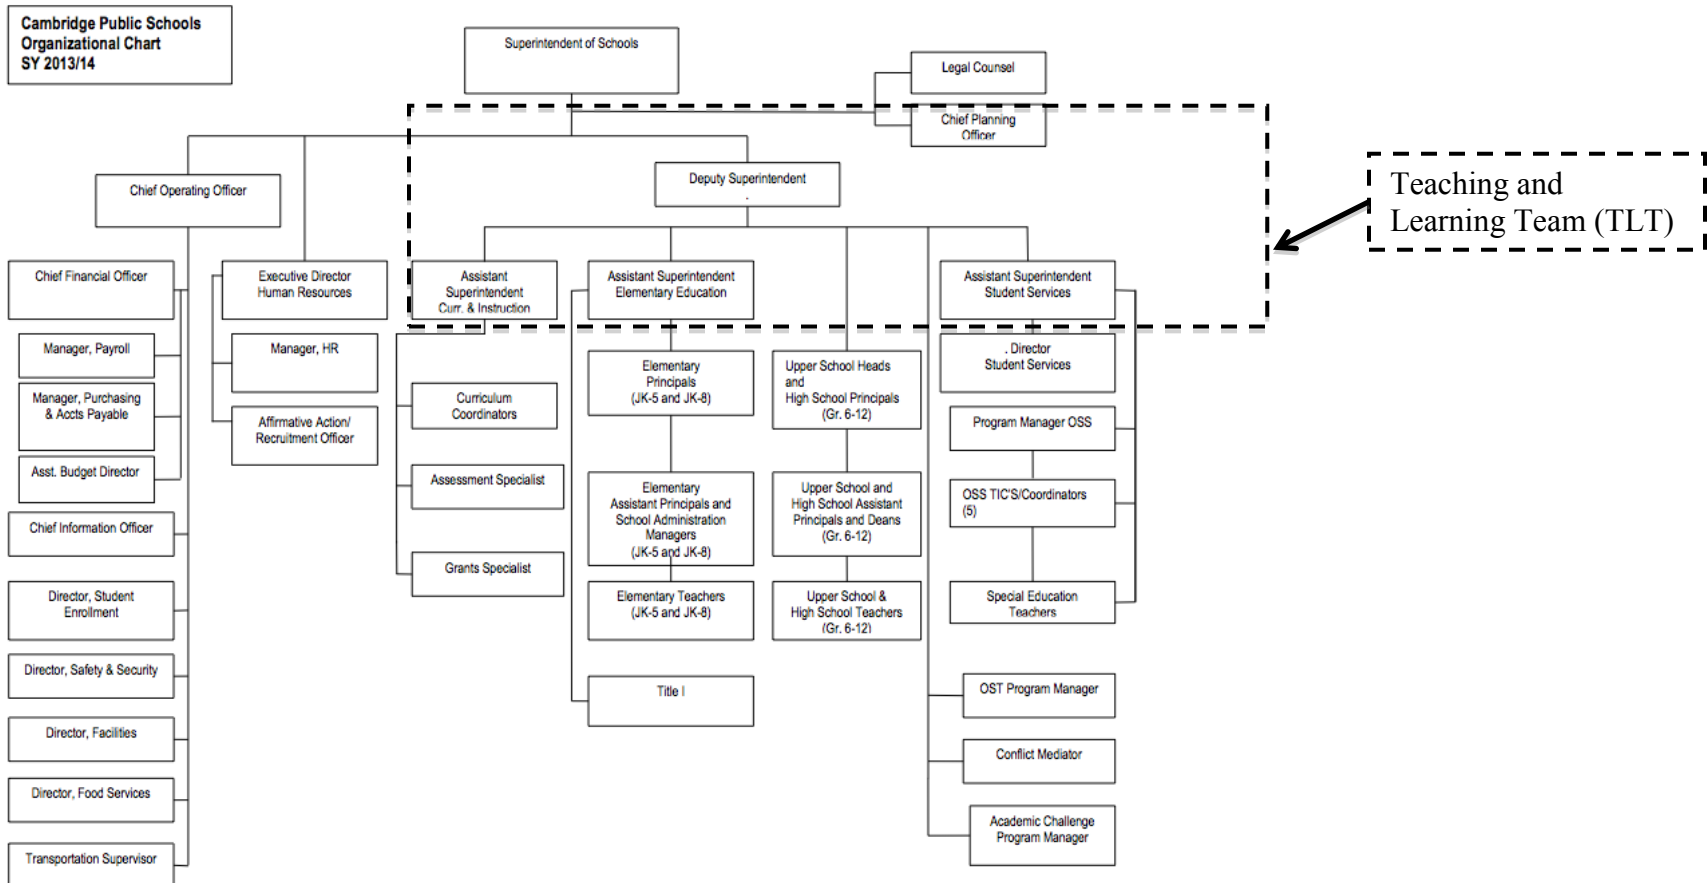 Cambridge Public Schools
Organizational Chart
SY 2013/14
Superintendent of Schools
Legal Counsel
Chief Planning
Officer
Teaching and
Learning Team (TLT)
Deputy Superintendent
.
Chief Operating Officer
Chief Financial Officer
Executive Director
Human Resources
Assistant
Superintendent
Curr. & Instruction
Assistant Superintendent
Elementary Education
Assistant Superintendent
Student Services
Manager, Payroll
Manager, HR
Elementary
Principals
(JK-5 and JK-8)
Upper School Heads
and
High School Principals
(Gr. 6-12)
. Director
Student Services
Manager, Purchasing
& Accts Payable
Affirmative Action/
Recruitment Officer
Curriculum
Coordinators
Program Manager OSS
Asst. Budget Director
Assessment Specialist
Elementary
Assistant Principals and
School Administration
Managers
(JK-5 and JK-8)
Upper School and
High School Assistant
Principals and Deans
(Gr. 6-12)
OSS TIC'S/Coordinators
(5)
Chief Information Officer
Grants Specialist
Director, Student
Enrollment
Elementary Teachers
(JK-5 and JK-8)
Upper School &
High School Teachers
(Gr. 6-12)
Special Education
Teachers
Director, Safety & Security
Title I
OST Program Manager
Director, Facilities
Conflict Mediator
Director, Food Services
Academic Challenge
Program Manager
Transportation Supervisor